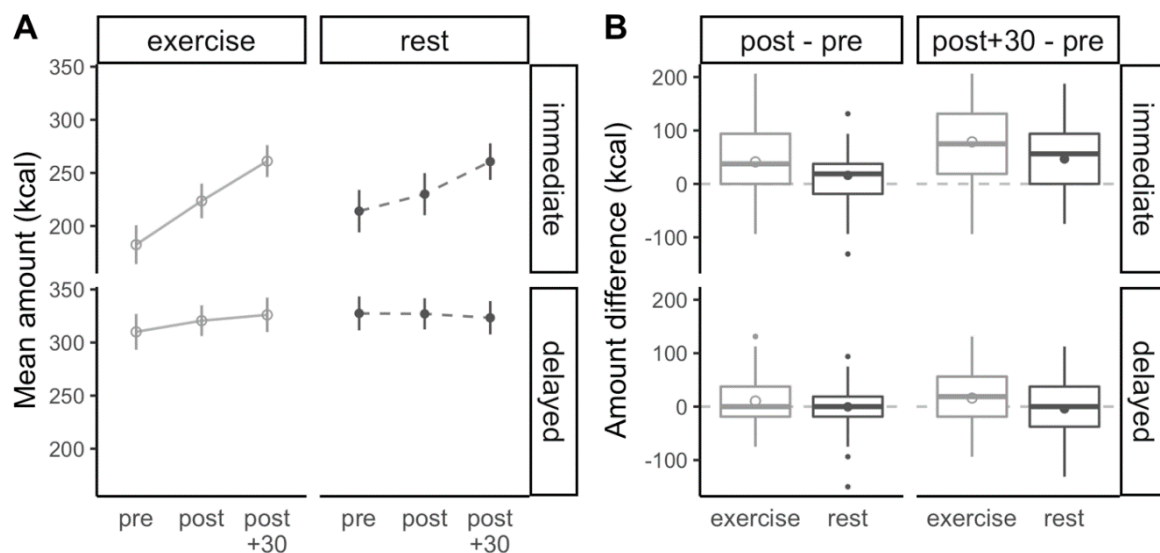 A
exercise
rest
Mean amount (kcal)
350
300
250
200
immediate
350
300
250
200
delayed
pre
post
post
+30
pre
post
post
+30
B
post - pre
post+30 - pre
Amount difference (kcal)
200
100
0
-100
immediate
200
100
0
-100
delayed
exercise
rest
exercise
rest